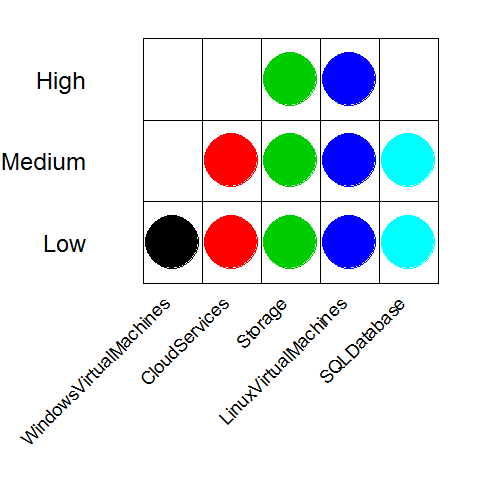 High
Medium
Low
WindowsVirtualMachines
CloudServices
Storage
LinuxVirtualMachines
SQLDatabase